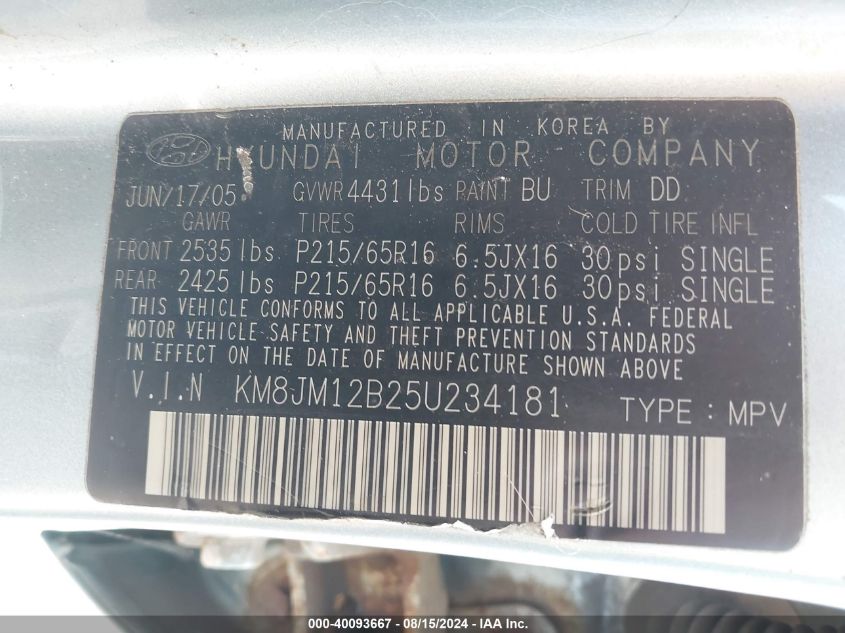 MANUFACTURED IN KOREA BY
HYUNDAI MOTOR COMPANY
JUN/17/05 GVWR 4431 lbs PAINT BU TRIM DD
GAWR TIRES RIMS COLD TIRE INFL
FRONT 2535 lbs P215/65R16 6.5JX16 30psi SINGLE
REAR 2425 lbs P215/65R16 6.5JX16 30psi SINGLE
THIS VEHICLE CONFORMS TO ALL APPLICABLE U.S.A. FEDERAL
MOTOR VEHICLE SAFETY AND THEFT PREVENTION STANDARDS
IN EFFECT ON THE DATE OF MANUFACTURE SHOWN ABOVE
V.I.N KM8JM12B25U234181 TYPE : MPV
000-40093667 - 08/15/2024 - IAA, Inc.